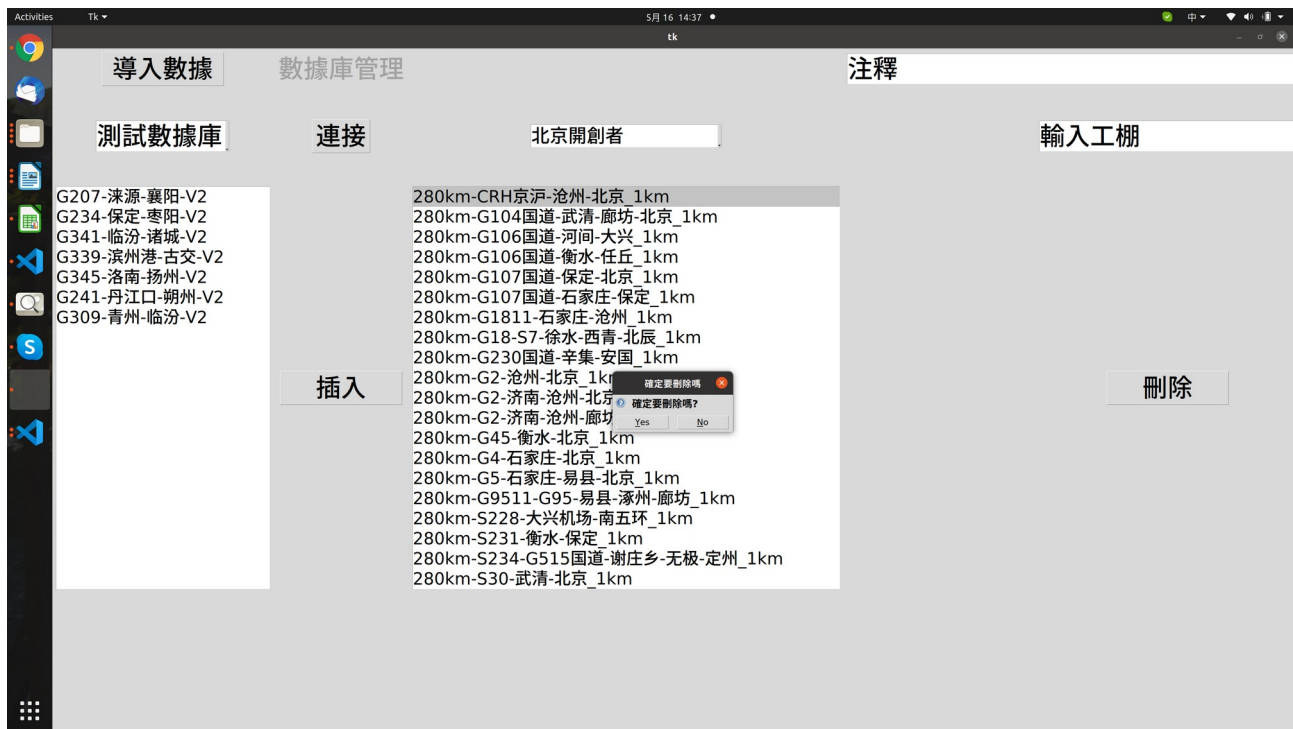 Activities
Tk
5月 16 14:37
中
tk
導入數據
數據庫管理
注釋
測試數據庫
連接
北京開創者
輸入工棚
G207-涞源-襄阳-V2
G234-保定-枣阳-V2
G341-临汾-诸城-V2
G339-滨州港-古交-V2
G345-洛南-扬州-V2
G241-丹江口-朔州-V2
G309-青州-临汾-V2
插入
280km-CRH京沪-沧州-北京_1km
280km-G104国道-武清-廊坊-北京_1km
280km-G106国道-河间-大兴_1km
280km-G106国道-衡水-任丘_1km
280km-G107国道-保定-北京_1km
280km-G107国道-石家庄-保定_1km
280km-G1811-石家庄-沧州_1km
280km-G18-S7-徐水-西青-北辰_1km
280km-G230国道-辛集-安国_1km
280km-G2-沧州-北京_1k
280km-G2-济南-沧州-北京
280km-G2-济南-沧州-廊坊
280km-G45-衡水-北京_1km
280km-G4-石家庄-北京_1km
280km-G5-石家庄-易县-北京_1km
280km-G9511-G95-易县-涿州-廊坊_1km
280km-S228-大兴机场-南五环_1km
280km-S231-衡水-保定_1km
280km-S234-G515国道-谢庄乡-无极-定州_1km
280km-S30-武清-北京_1km
確定要刪除嗎
確定要刪除嗎?
Yes
No
刪除